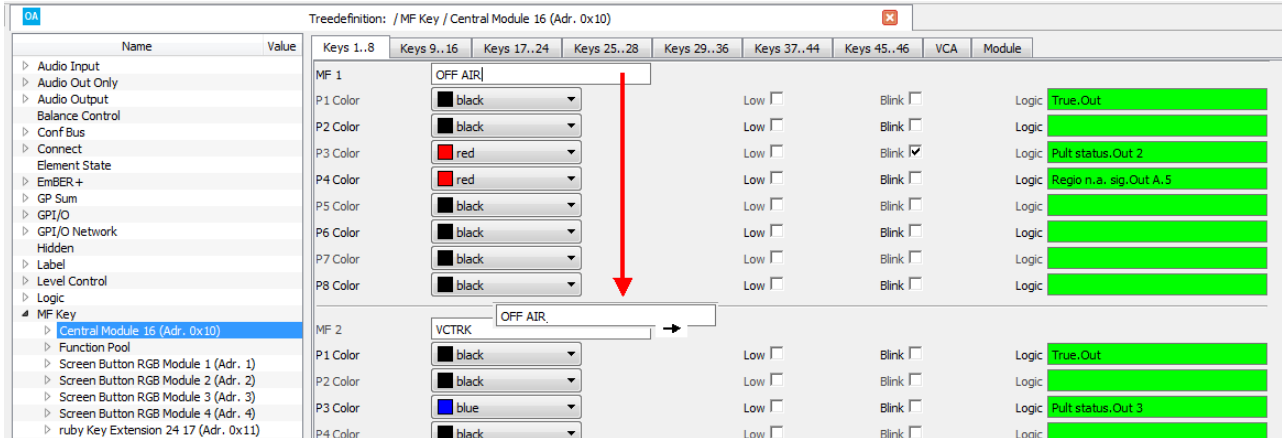 OA
Treedefinition: / MF Key / Central Module 16 (Adr. 0x10)
Name Value
Audio Input
Audio Out Only
Audio Output
Balance Control
Conf Bus
Connect
Element State
EmBER+
GP Sum
GPI/O
GPI/O Network
Hidden
Label
Level Control
Logic
MF Key
Central Module 16 (Adr. 0x10)
Function Pool
Screen Button RGB Module 1 (Adr. 1)
Screen Button RGB Module 2 (Adr. 2)
Screen Button RGB Module 3 (Adr. 3)
Screen Button RGB Module 4 (Adr. 4)
ruby Key Extension 24 17 (Adr. 0x11)
Keys 1..8 Keys 9..16 Keys 17..24 Keys 25..28 Keys 29..36 Keys 37..44 Keys 45..46 VCA Module
MF 1 OFF AIR
P1 Color black Low Blink Logic True.Out
P2 Color black Low Blink Logic
P3 Color red Low Blink Logic Pult status.Out 2
P4 Color red Low Blink Logic Regio n.a. sig.Out A.5
P5 Color black Low Blink Logic
P6 Color black Low Blink Logic
P7 Color black Low Blink Logic
P8 Color black Low Blink Logic
OFF AIR
MF 2 VCTRK
P1 Color black Low Blink Logic True.Out
P2 Color black Low Blink Logic
P3 Color blue Low Blink Logic Pult status.Out 3
P4 Color black Low Blink Logic